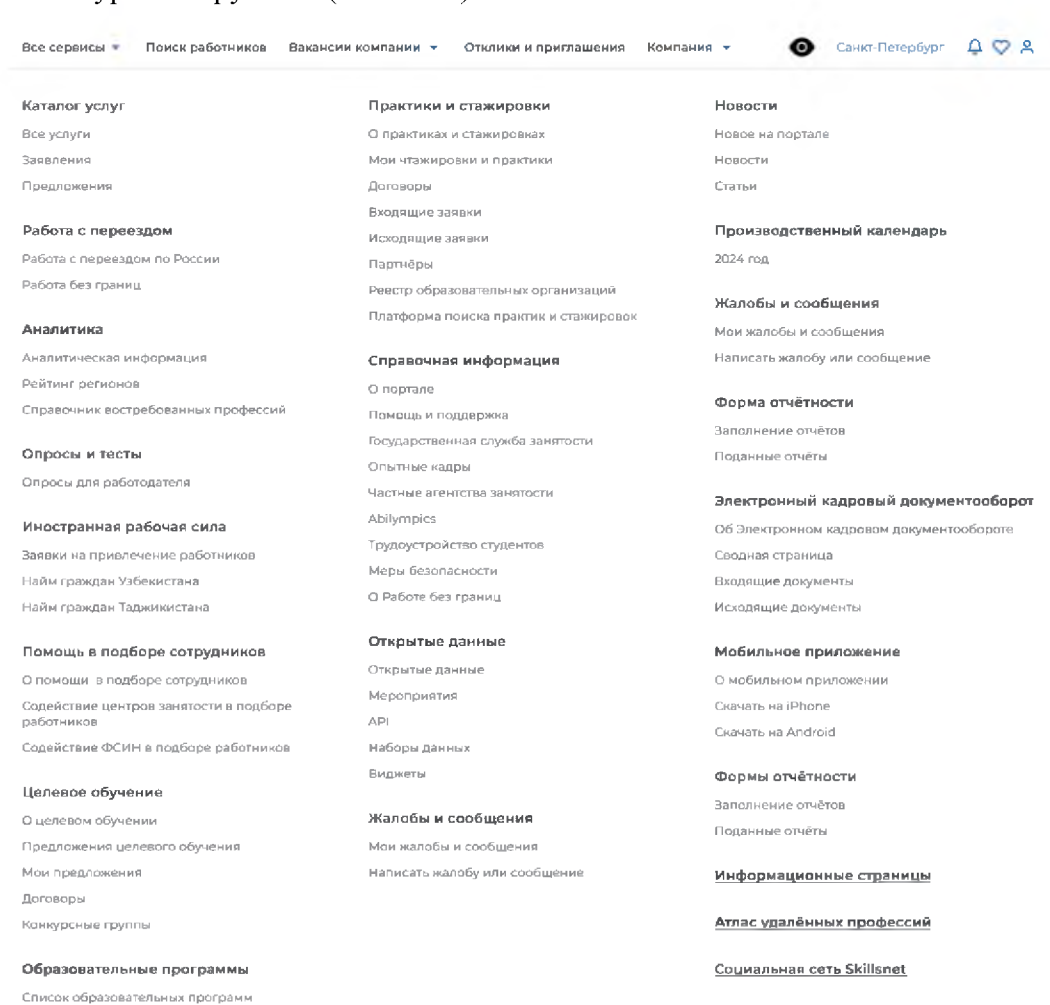 Все сервисы Поиск работников Вакансии компании Отклики и приглашения Компания Санкт-Петербург
Каталог услуг
Все услуги
Заявления
Предложения
Работа с переездом
Работа с переездом по России
Работа без границ
Аналитика
Аналитическая информация
Рейтинг регионов
Справочник востребованных профессий
Опросы и тесты
Опросы для работодателя
Иностранная рабочая сила
Заявки на привлечение работников
Найм граждан Узбекистана
Найм граждан Таджикистана
Помощь в подборе сотрудников
О помощи в подборе сотрудников
Содействие центров занятости в подборе
работников
Содействие ФСИН в подборе работников
Целевое обучение
О целевом обучении
Предложения целевого обучения
Мои предложения
Договоры
Конкурсные группы
Образовательные программы
Список образовательных программ
Практики и стажировки
О практиках и стажировках
Мои чтажировки и практики
Договоры
Входящие заявки
Исходящие заявки
Партнёры
Реестр образовательных организаций
Платформа поиска практик и стажировок
Справочная информация
О портале
Помощь и поддержка
Государственная служба занятости
Опытные кадры
Частные агентства занятости
Abilympics
Трудоустройство студентов
Меры безопасности
О Работе без границ
Открытые данные
Открытые данные
Мероприятия
API
Наборы данных
Виджеты
Жалобы и сообщения
Мои жалобы и сообщения
Написать жалобу или сообщение
Новости
Новое на портале
Новости
Статьи
Производственный календарь
2024 год
Жалобы и сообщения
Мои жалобы и сообщения
Написать жалобу или сообщение
Форма отчётности
Заполнение отчётов
Поданные отчёты
Электронный кадровый документооборот
Об Электронном кадровом документообороте
Сводная страница
Входящие документы
Исходящие документы
Мобильное приложение
О мобильном приложении
Скачать на iPhone
Скачать на Android
Формы отчётности
Заполнение отчётов
Поданные отчёты
Информационные страницы
Атлас удалённых профессий
Социальная сеть Skillsnet